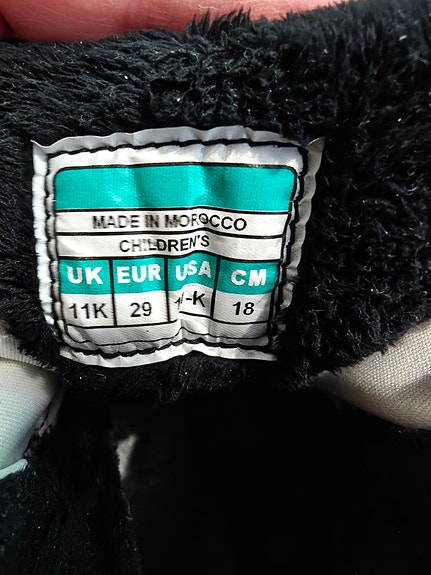 MADE IN MOROCCO
CHILDREN'S
UK EUR USA CM
11K 29 18